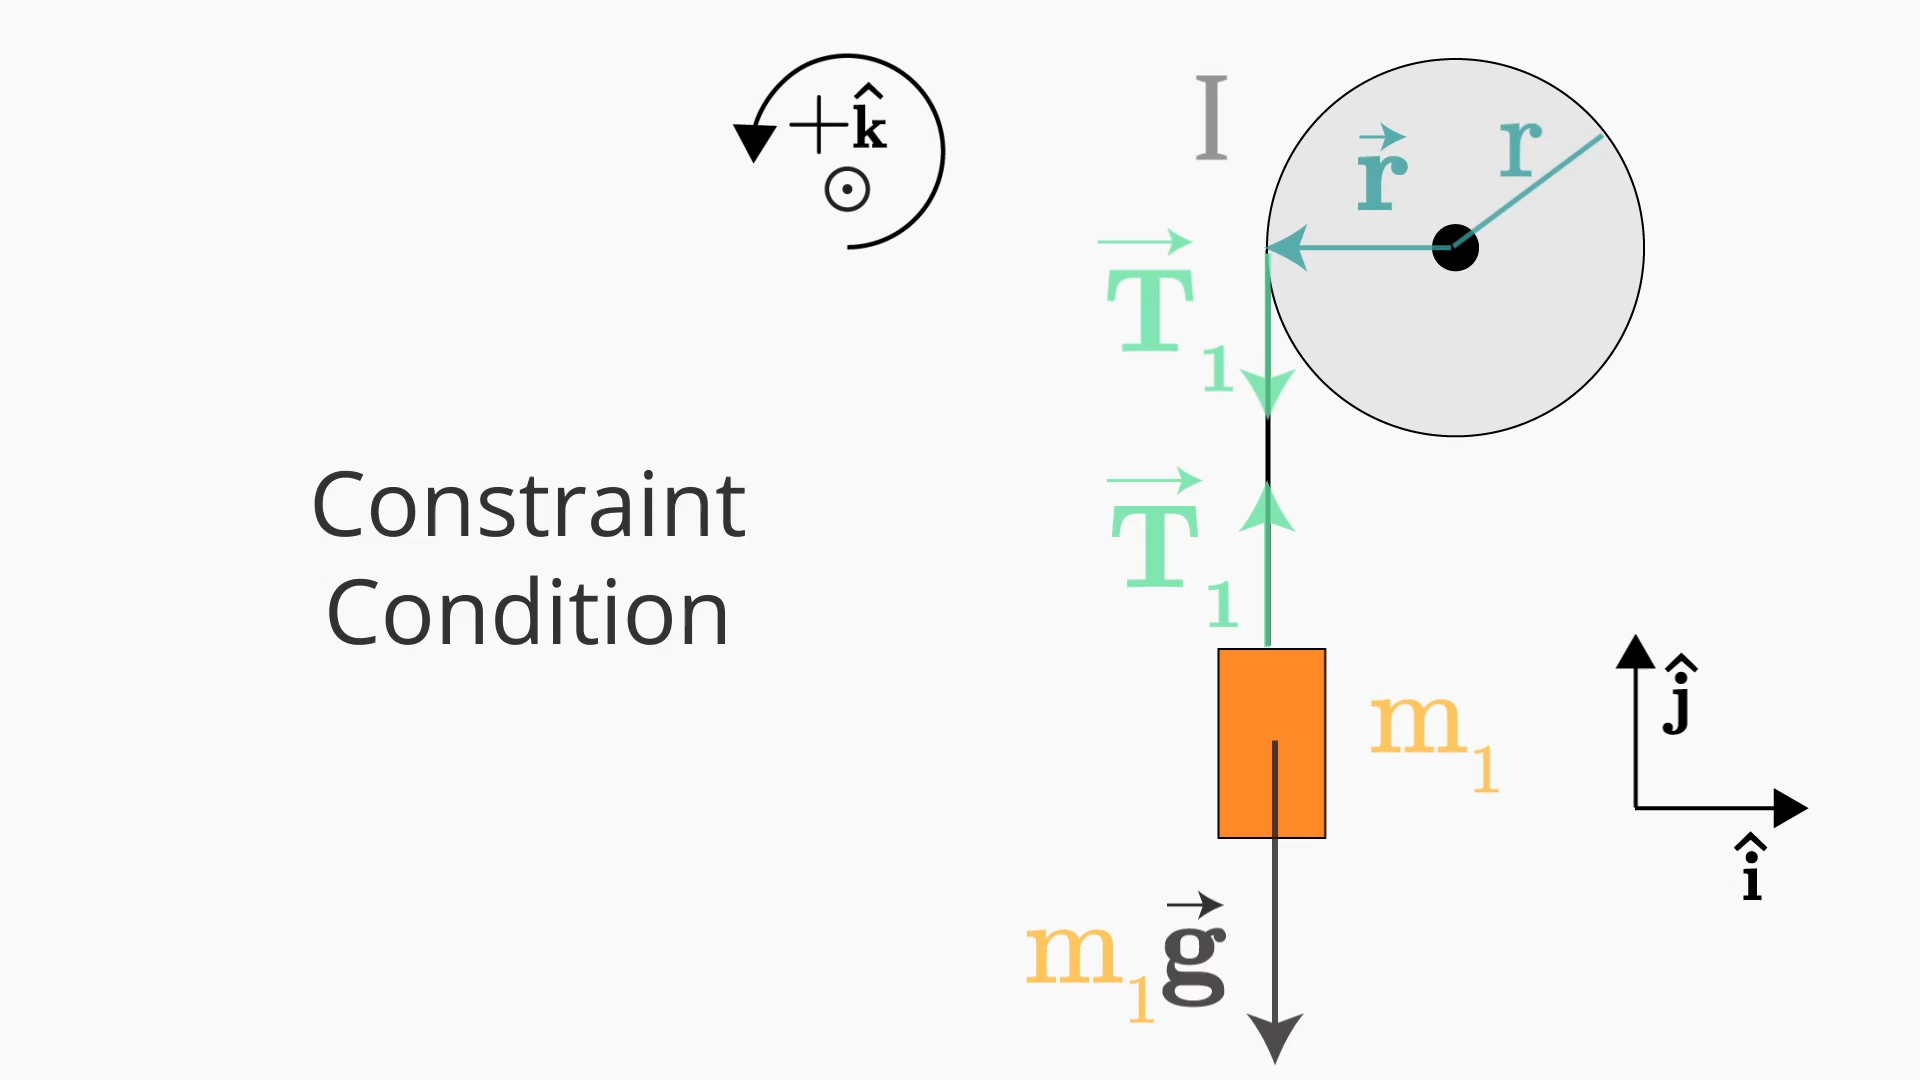 +k̂
I
r⃗
r
T⃗₁
T⃗₁
Constraint
Condition
m₁
ĵ
î
m₁g⃗